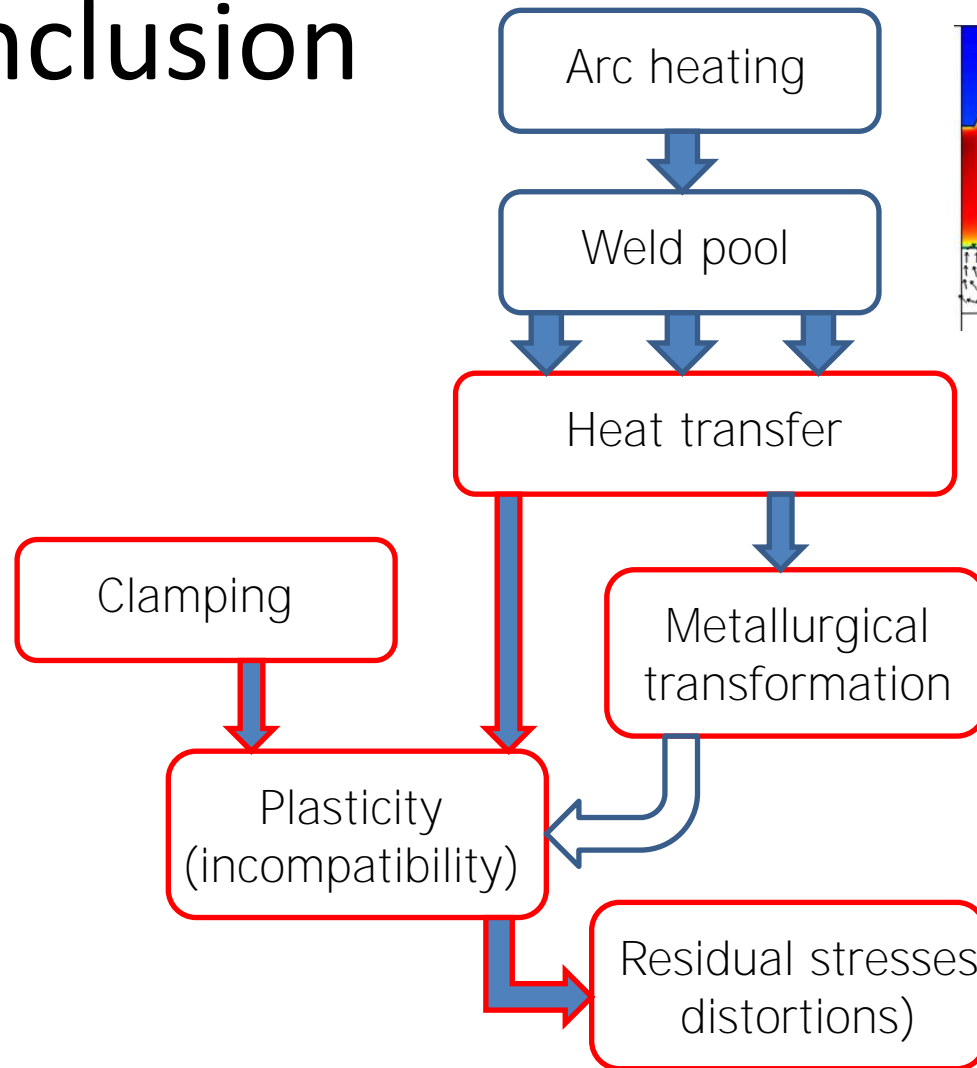 nclusion
Arc heating
Weld pool
Heat transfer
Clamping
Metallurgical
transformation
Plasticity
(incompatibility)
Residual stresses
distortions)